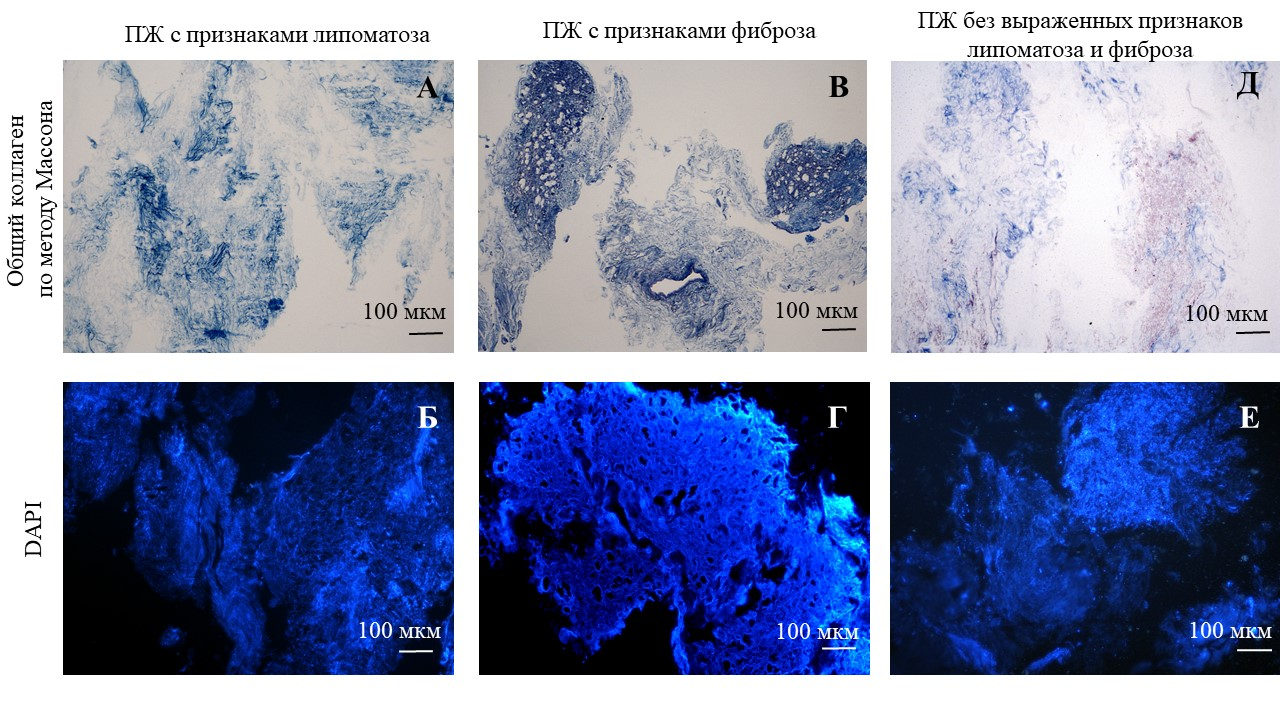 ПЖ с признаками липоматоза
ПЖ с признаками фиброза
ПЖ без выраженных признаков
липоматоза и фиброза
Общий коллаген
по методу Массона
А
100 мкм
В
100 мкм
Д
100 мкм
DAPI
Б
100 мкм
Г
100 мкм
Е
100 мкм